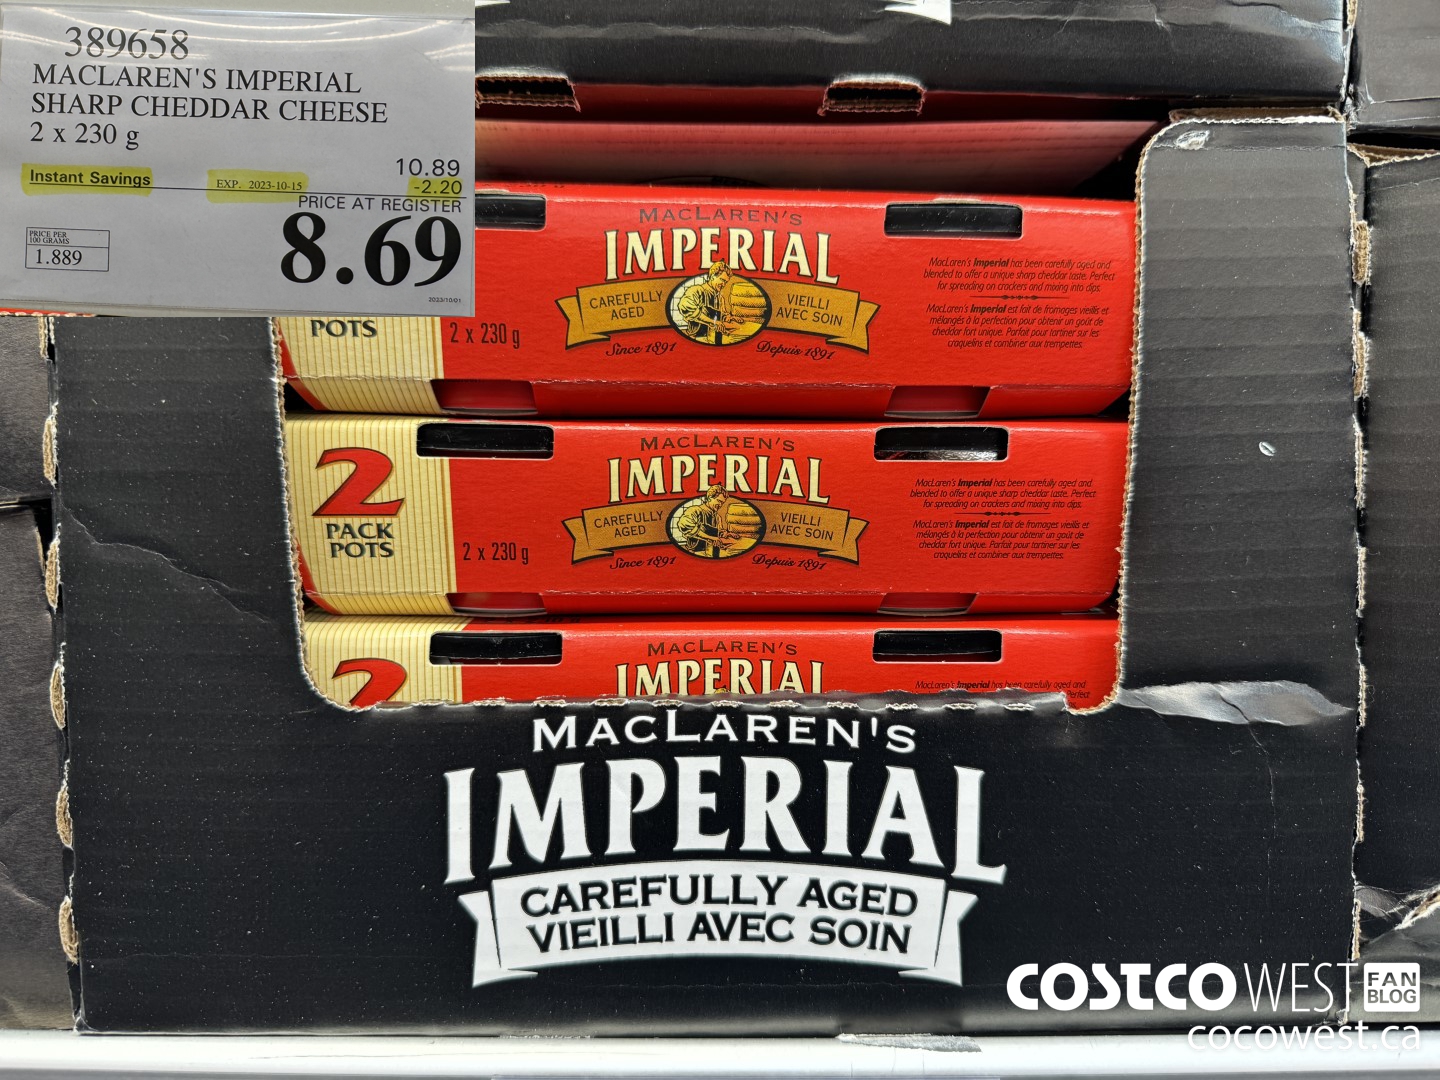 389658
MACLAREN'S IMPERIAL
SHARP CHEDDAR CHEESE
2 x 230 g
10.89
Instant Savings
EXP. 2023-10-15
-2.20
PRICE AT REGISTER
8.69
PRICE PER
100 GRAMS
1.889
2023/10/01
POTS
2 x 230 g
MACLAREN'S
IMPERIAL
CAREFULLY
AGED
VIEILLI
AVEC SOIN
Since 1891
Depuis 1891
MacLaren's Imperial has been carefully aged and
blended to offer a unique sharp cheddar taste. Perfect
for spreading on crackers and mixing into dips.
MacLaren's Imperial est fait de fromages vieillis et
mélangés à la perfection pour obtenir un goût de
cheddar fort unique. Parfait pour tartiner sur les
craquelins et combiner aux trempettes.
2
PACK
POTS
2 x 230 g
MACLAREN'S
IMPERIAL
CAREFULLY
AGED
VIEILLI
AVEC SOIN
Since 1891
Depuis 1891
MacLaren's Imperial has been carefully aged and
blended to offer a unique sharp cheddar taste. Perfect
for spreading on crackers and mixing into dips.
MacLaren's Imperial est fait de fromages vieillis et
mélangés à la perfection pour obtenir un goût de
cheddar fort unique. Parfait pour tartiner sur les
craquelins et combiner aux trempettes.
2
MACLAREN'S
IMPERIAL
MacLaren's Imperial has been carefully aged and
Perfect
MACLAREN'S
IMPERIAL
CAREFULLY AGED
VIEILLI AVEC SOIN
COSTCO WEST FAN
BLOG
cocowest.ca